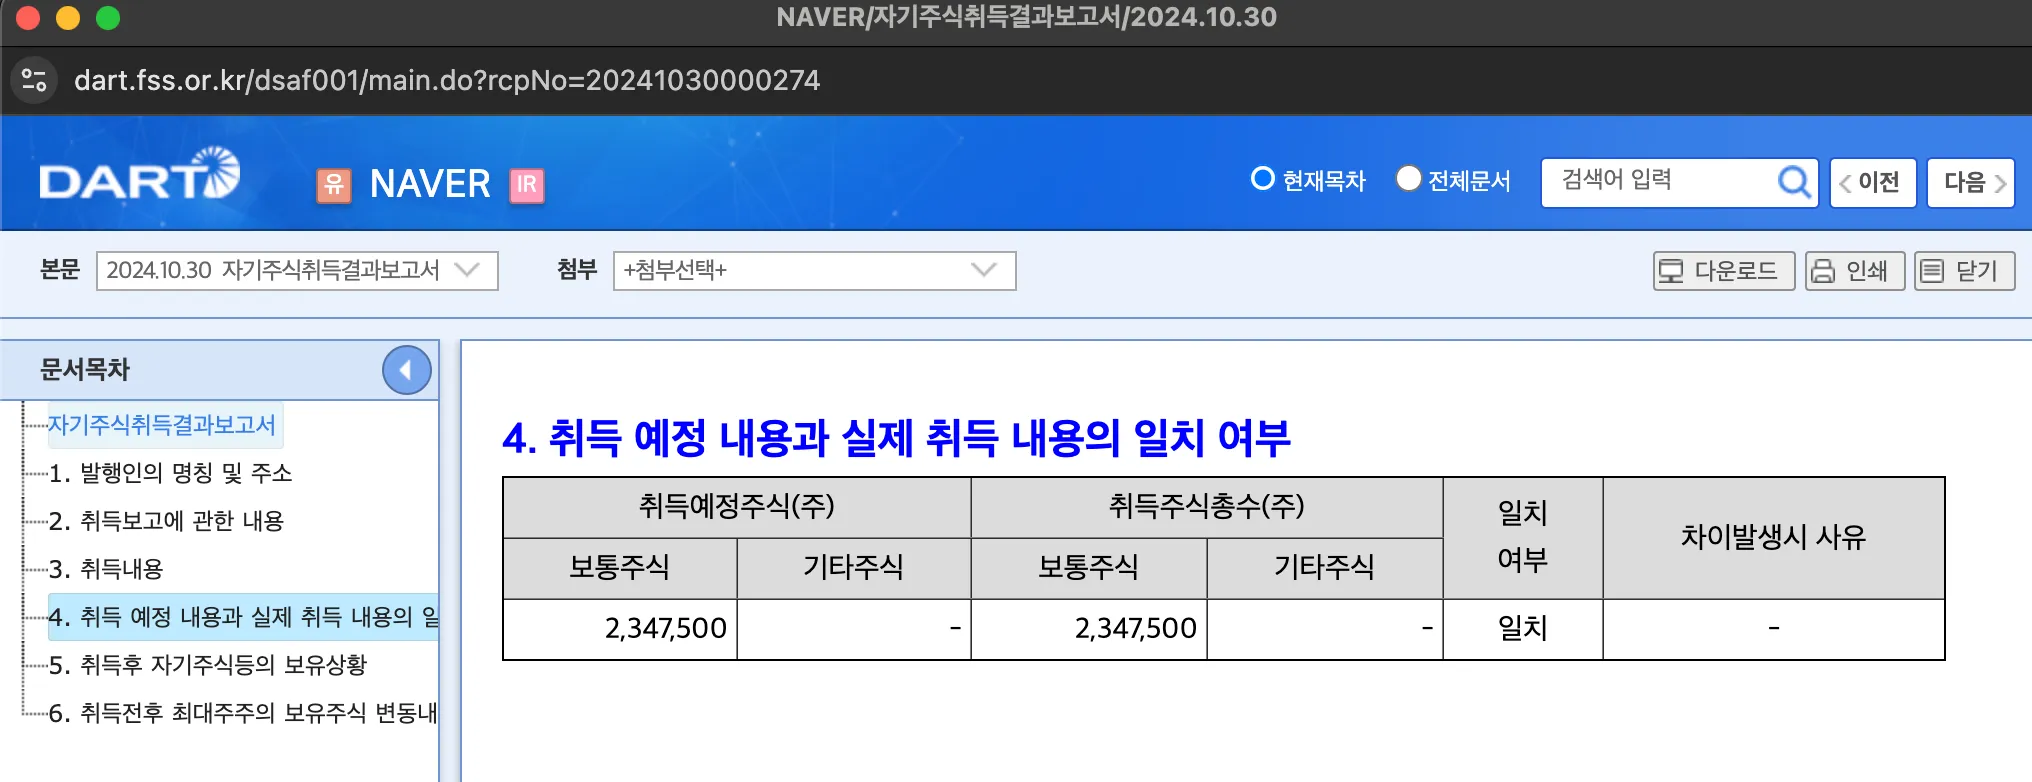 NAVER/자기주식취득결과보고서/2024.10.30
dart.fss.or.kr/dsaf001/main.do?rcpNo=20241030000274
DART
유 NAVER IR
현재목차 전체문서 검색어 입력 이전 다음
본문 2024.10.30 자기주식취득결과보고서 첨부 +첨부선택+ 다운로드 인쇄 닫기
문서목차
자기주식취득결과보고서
1. 발행인의 명칭 및 주소
2. 취득보고에 관한 내용
3. 취득내용
4. 취득 예정 내용과 실제 취득 내용의 일
5. 취득후 자기주식등의 보유상황
6. 취득전후 최대주주의 보유주식 변동내
4. 취득 예정 내용과 실제 취득 내용의 일치 여부
취득예정주식(주) 취득주식총수(주) 일치 여부 차이발생시 사유
보통주식 기타주식 보통주식 기타주식
2,347,500 - 2,347,500 - 일치 -